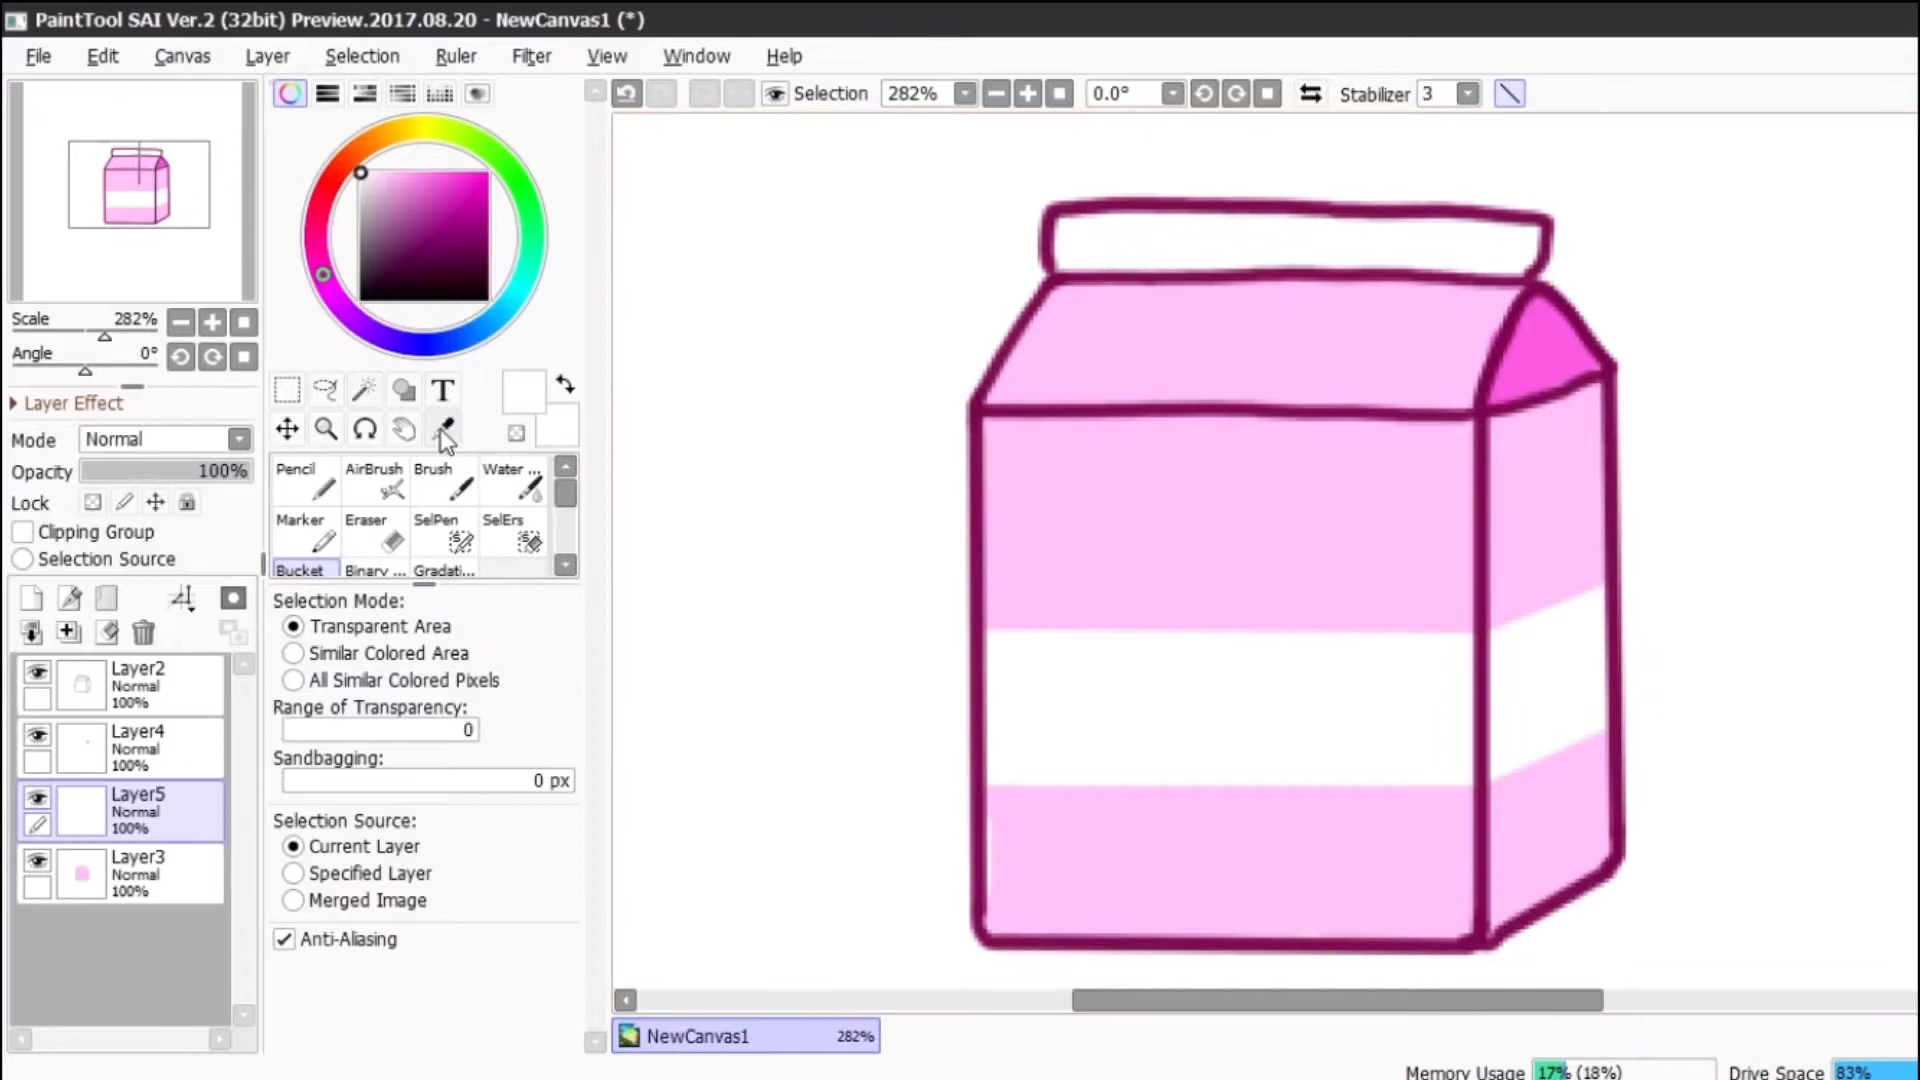 PaintTool SAI Ver.2 (32bit) Preview.2017.08.20 - NewCanvas1 (*)
File Edit Canvas Layer Selection Ruler Filter View Window Help
Selection 282% 0.0° Stabilizer 3
Scale 282%
Angle 0°
Layer Effect
Mode Normal
Opacity 100%
Lock
Clipping Group
Selection Source
Layer2
Normal
100%
Layer4
Normal
100%
Layer5
Normal
100%
Layer3
Normal
100%
T
Pencil AirBrush Brush Water ...
Marker Eraser SelPen SelErs
Bucket Binary ... Gradati...
Selection Mode:
Transparent Area
Similar Colored Area
All Similar Colored Pixels
Range of Transparency:
0
Sandbagging:
0 px
Selection Source:
Current Layer
Specified Layer
Merged Image
Anti-Aliasing
NewCanvas1 282%
Memory Usage 17% (18%) Drive Space 83%